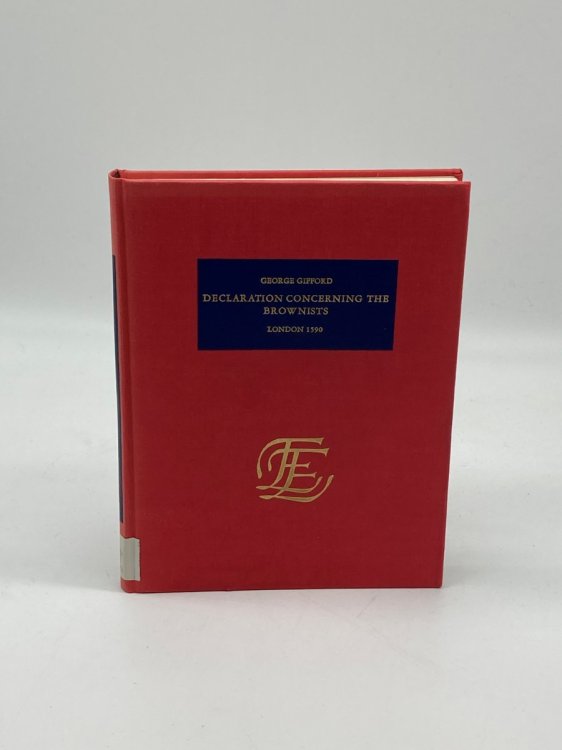 GEORGE GIFFORD
DECLARATION CONCERNING THE
BROWNISTS
LONDON 1590